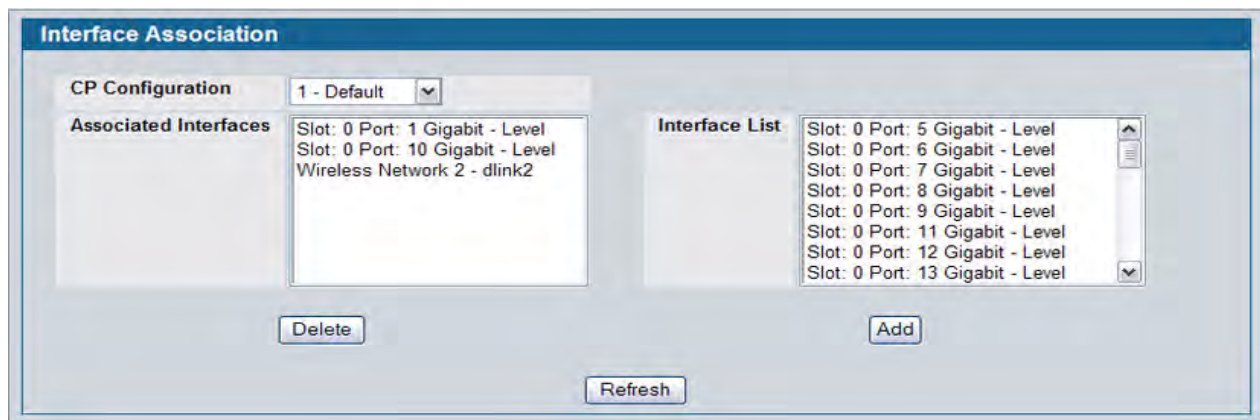 Interface Association
CP Configuration
1 - Default
Associated Interfaces
Slot: 0 Port: 1 Gigabit - Level
Slot: 0 Port: 10 Gigabit - Level
Wireless Network 2 - dlink2
Interface List
Slot: 0 Port: 5 Gigabit - Level
Slot: 0 Port: 6 Gigabit - Level
Slot: 0 Port: 7 Gigabit - Level
Slot: 0 Port: 8 Gigabit - Level
Slot: 0 Port: 9 Gigabit - Level
Slot: 0 Port: 11 Gigabit - Level
Slot: 0 Port: 12 Gigabit - Level
Slot: 0 Port: 13 Gigabit - Level
Delete
Add
Refresh